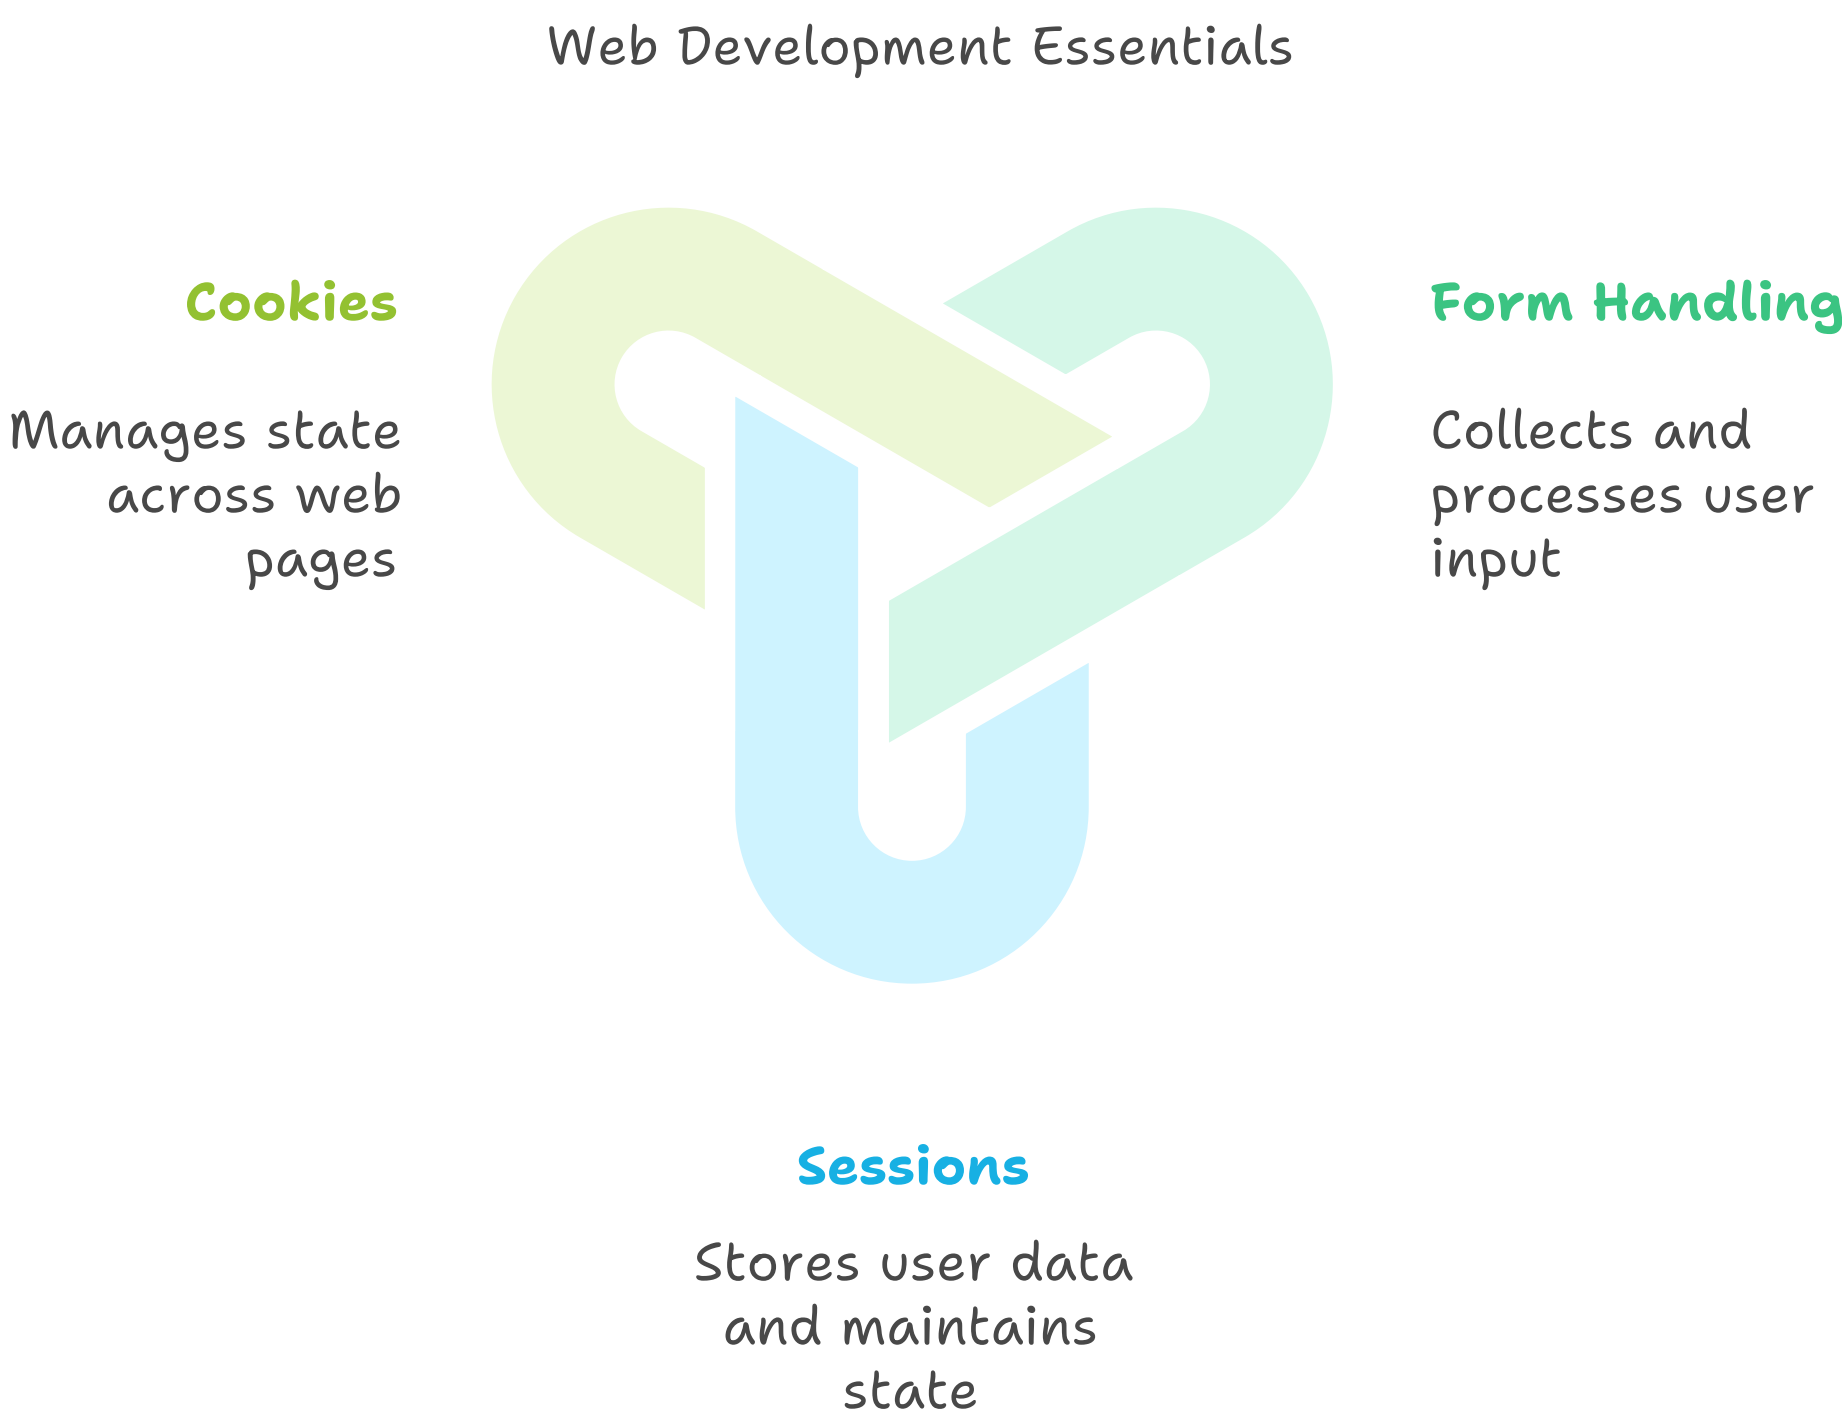 Web Development Essentials
Cookies
Manages state
across web
pages
Form Handling
Collects and
processes user
input
Sessions
Stores user data
and maintains
state